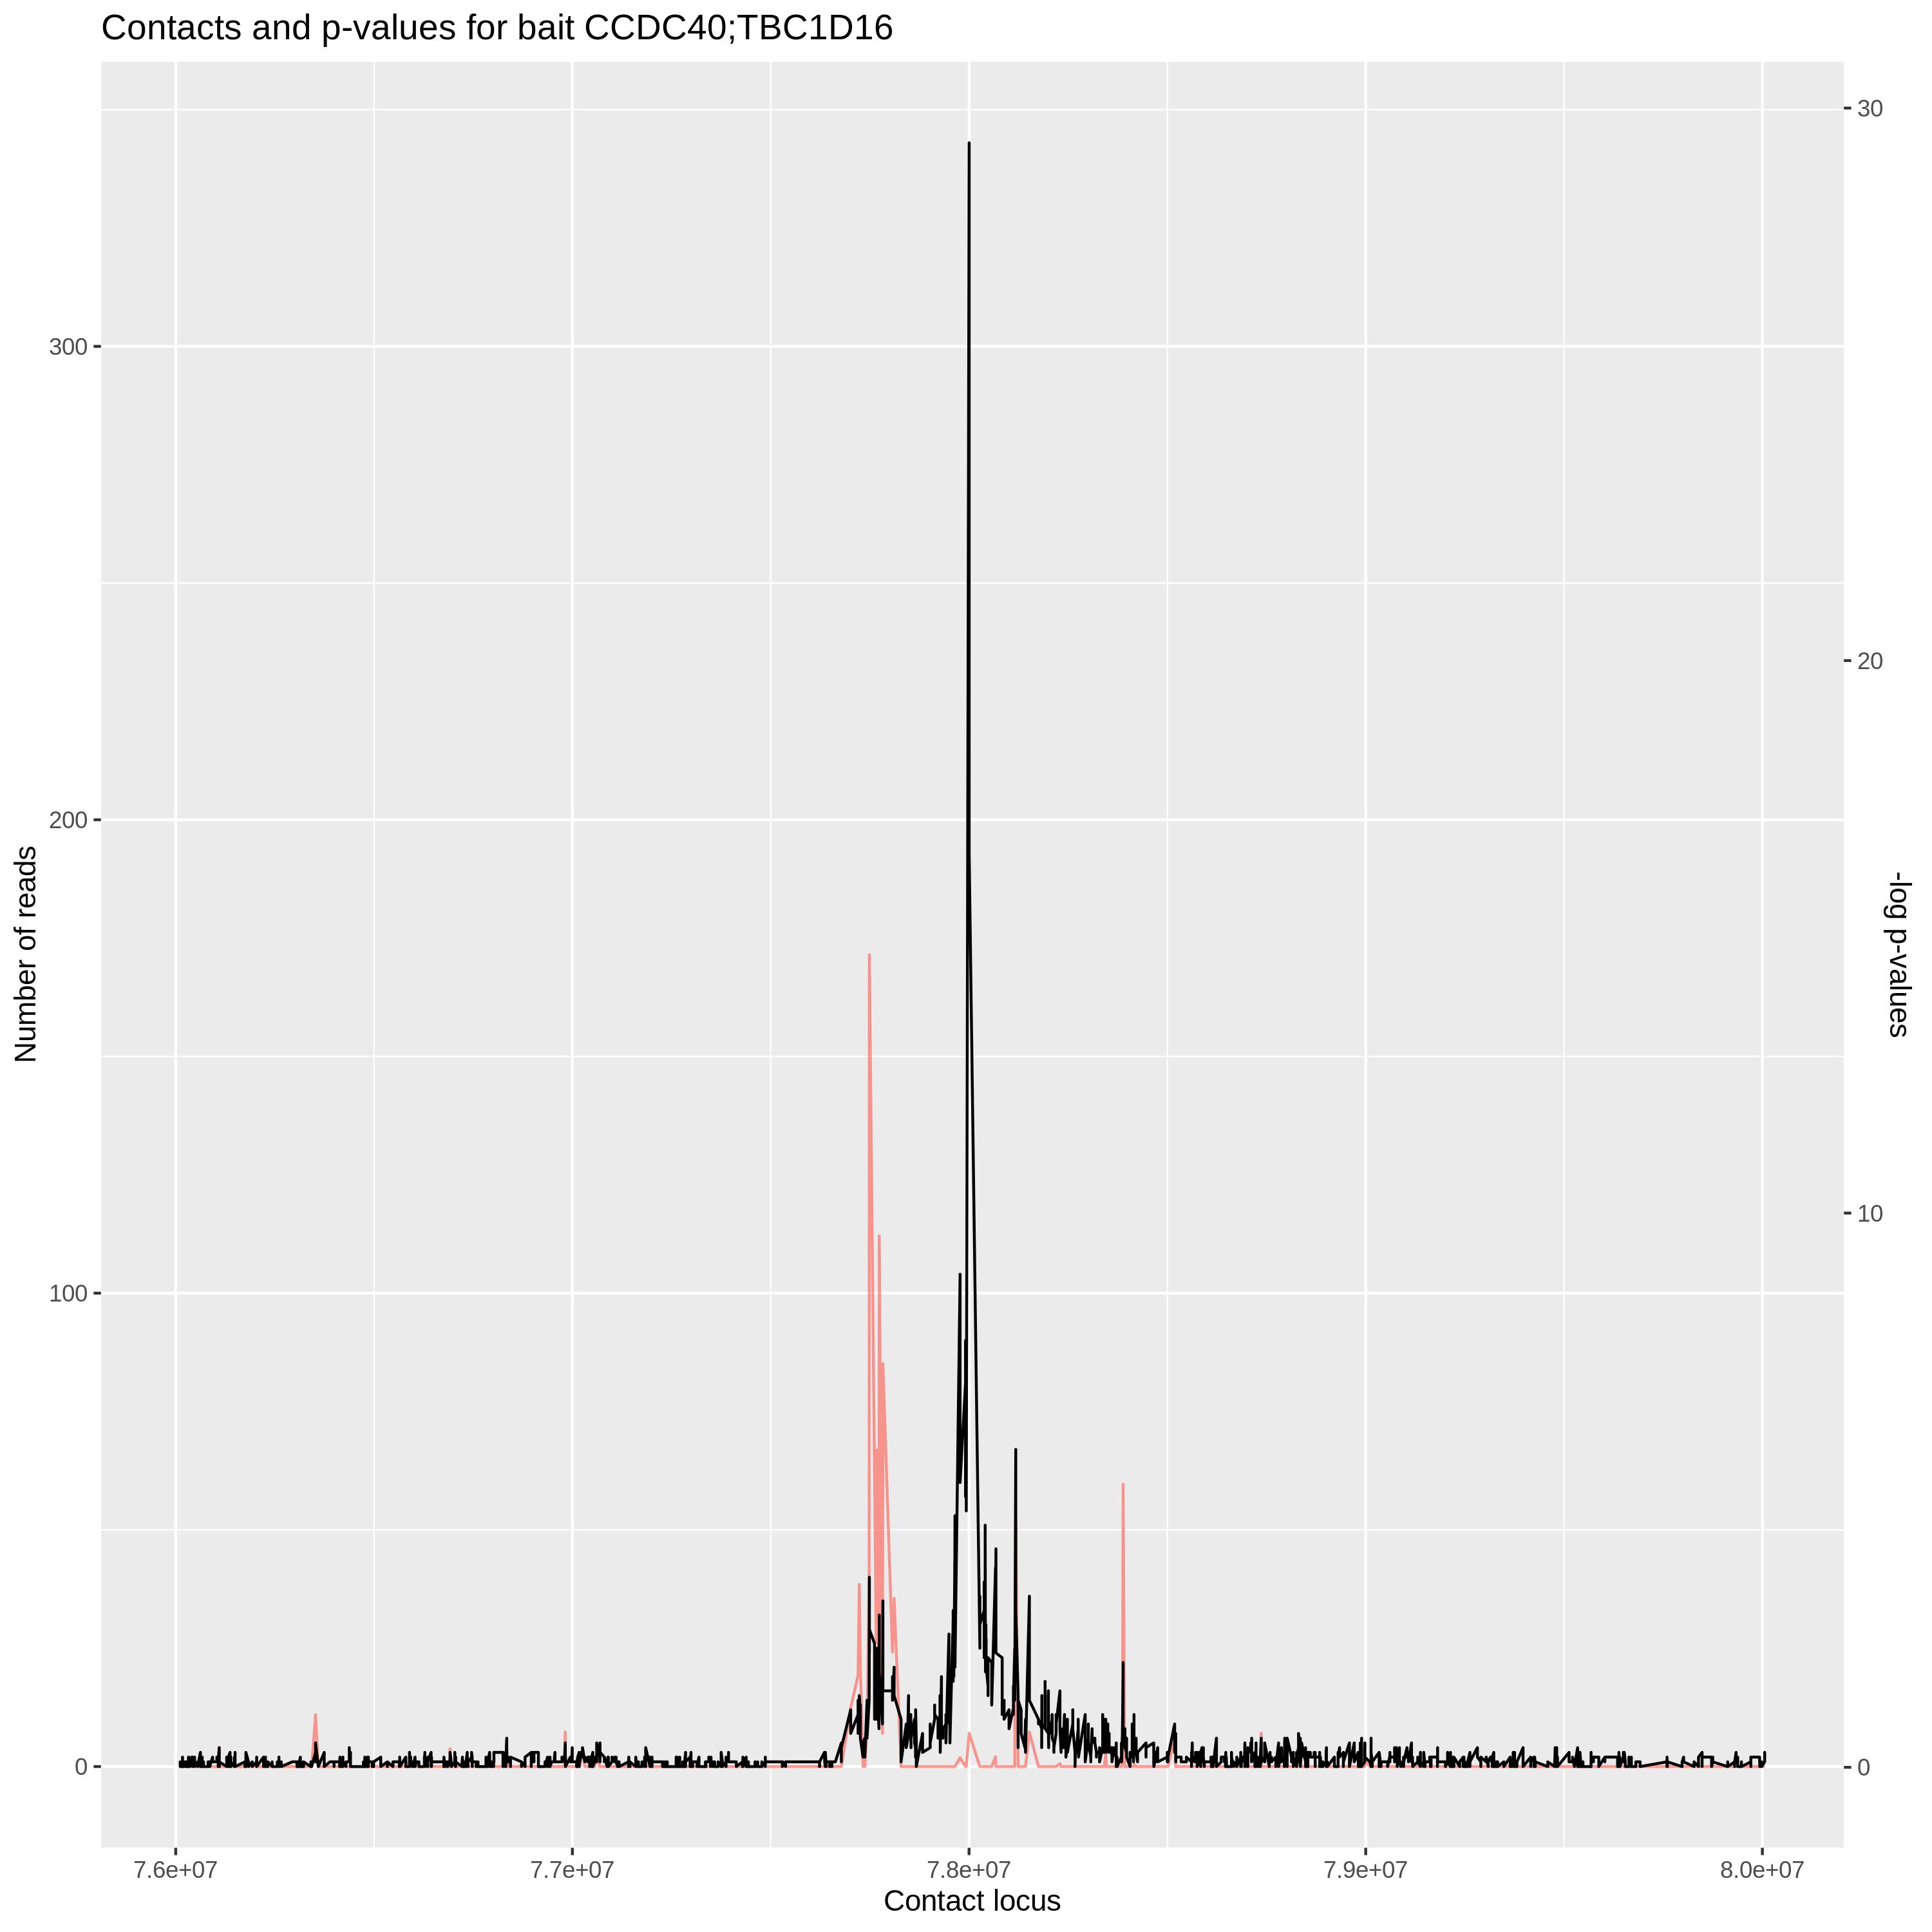 Contacts and p-values for bait CCDC40;TBC1D16
Number of reads
300
200
100
0
30
20
10
0
-log p-values
7.6e+07
7.7e+07
7.8e+07
7.9e+07
8.0e+07
Contact locus